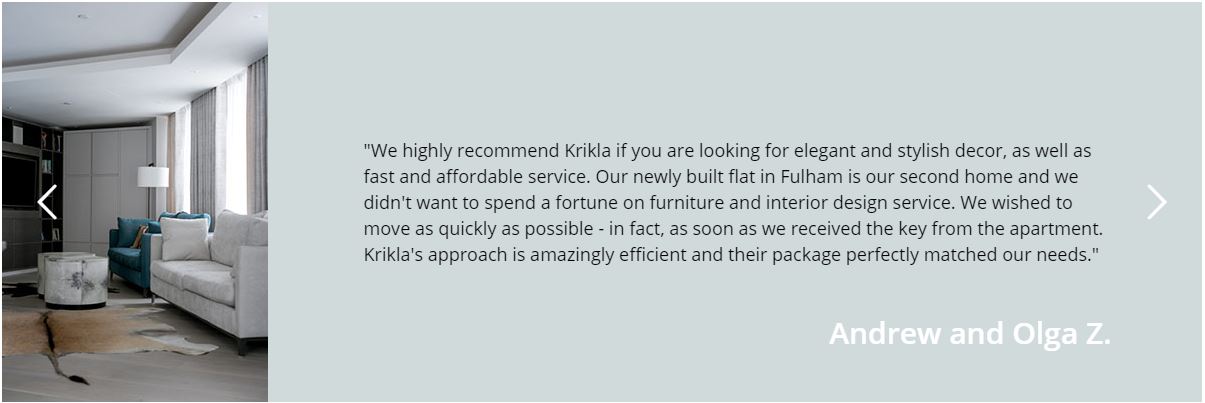 "We highly recommend Krikla if you are looking for elegant and stylish decor, as well as
fast and affordable service. Our newly built flat in Fulham is our second home and we
didn't want to spend a fortune on furniture and interior design service. We wished to
move as quickly as possible - in fact, as soon as we received the key from the apartment.
Krikla's approach is amazingly efficient and their package perfectly matched our needs."
Andrew and Olga Z.